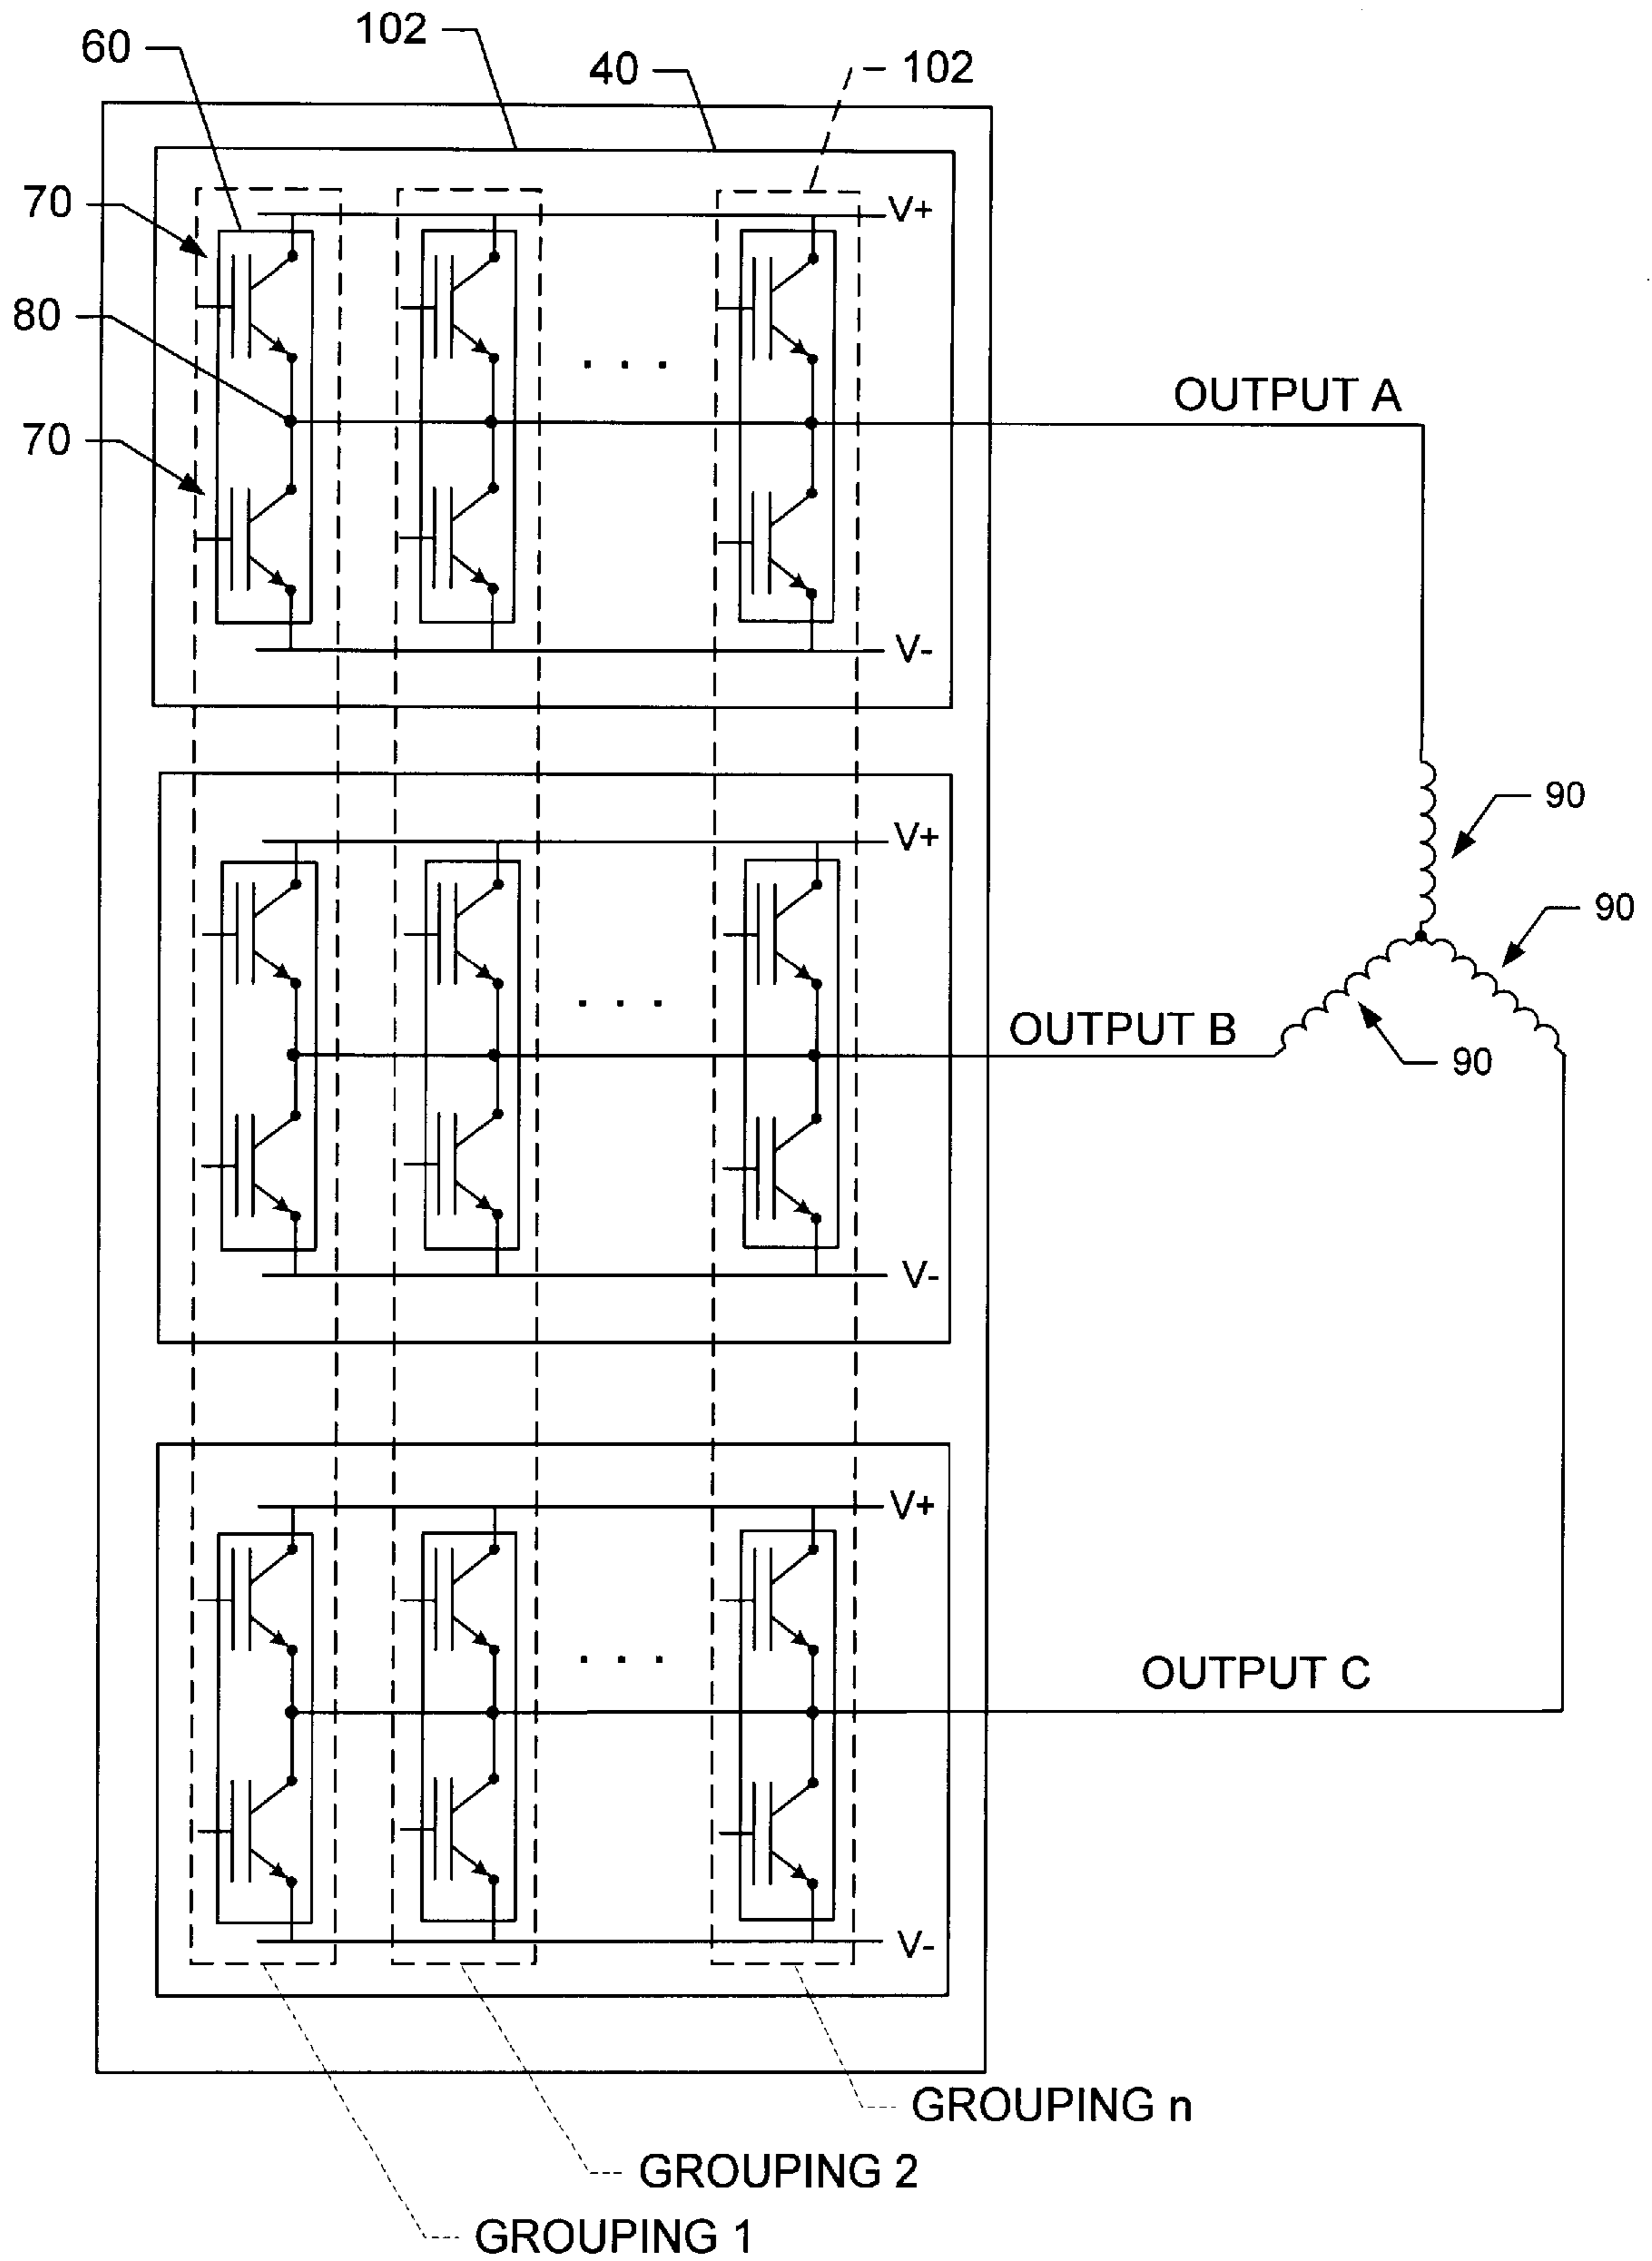 102
60
40
102
70
V+
80
OUTPUT A
70
V-
90
V+
90
OUTPUT B
90
V-
V+
OUTPUT C
V-
GROUPING n
GROUPING 2
GROUPING 1